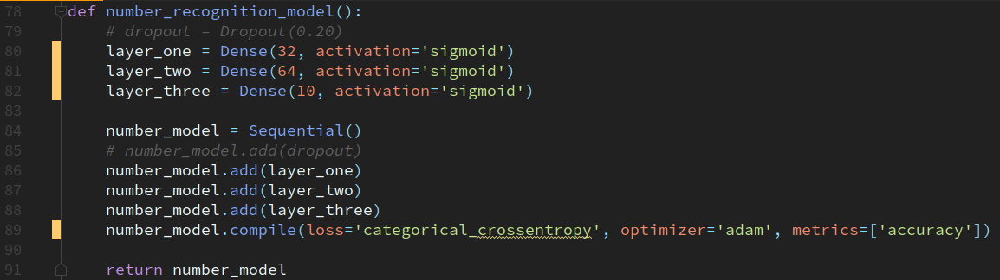 78 def number_recognition_model():
79 # dropout = Dropout(0.20)
80 layer_one = Dense(32, activation='sigmoid')
81 layer_two = Dense(64, activation='sigmoid')
82 layer_three = Dense(10, activation='sigmoid')
83
84 number_model = Sequential()
85 # number_model.add(dropout)
86 number_model.add(layer_one)
87 number_model.add(layer_two)
88 number_model.add(layer_three)
89 number_model.compile(loss='categorical_crossentropy', optimizer='adam', metrics=['accuracy'])
90
91 return number_model